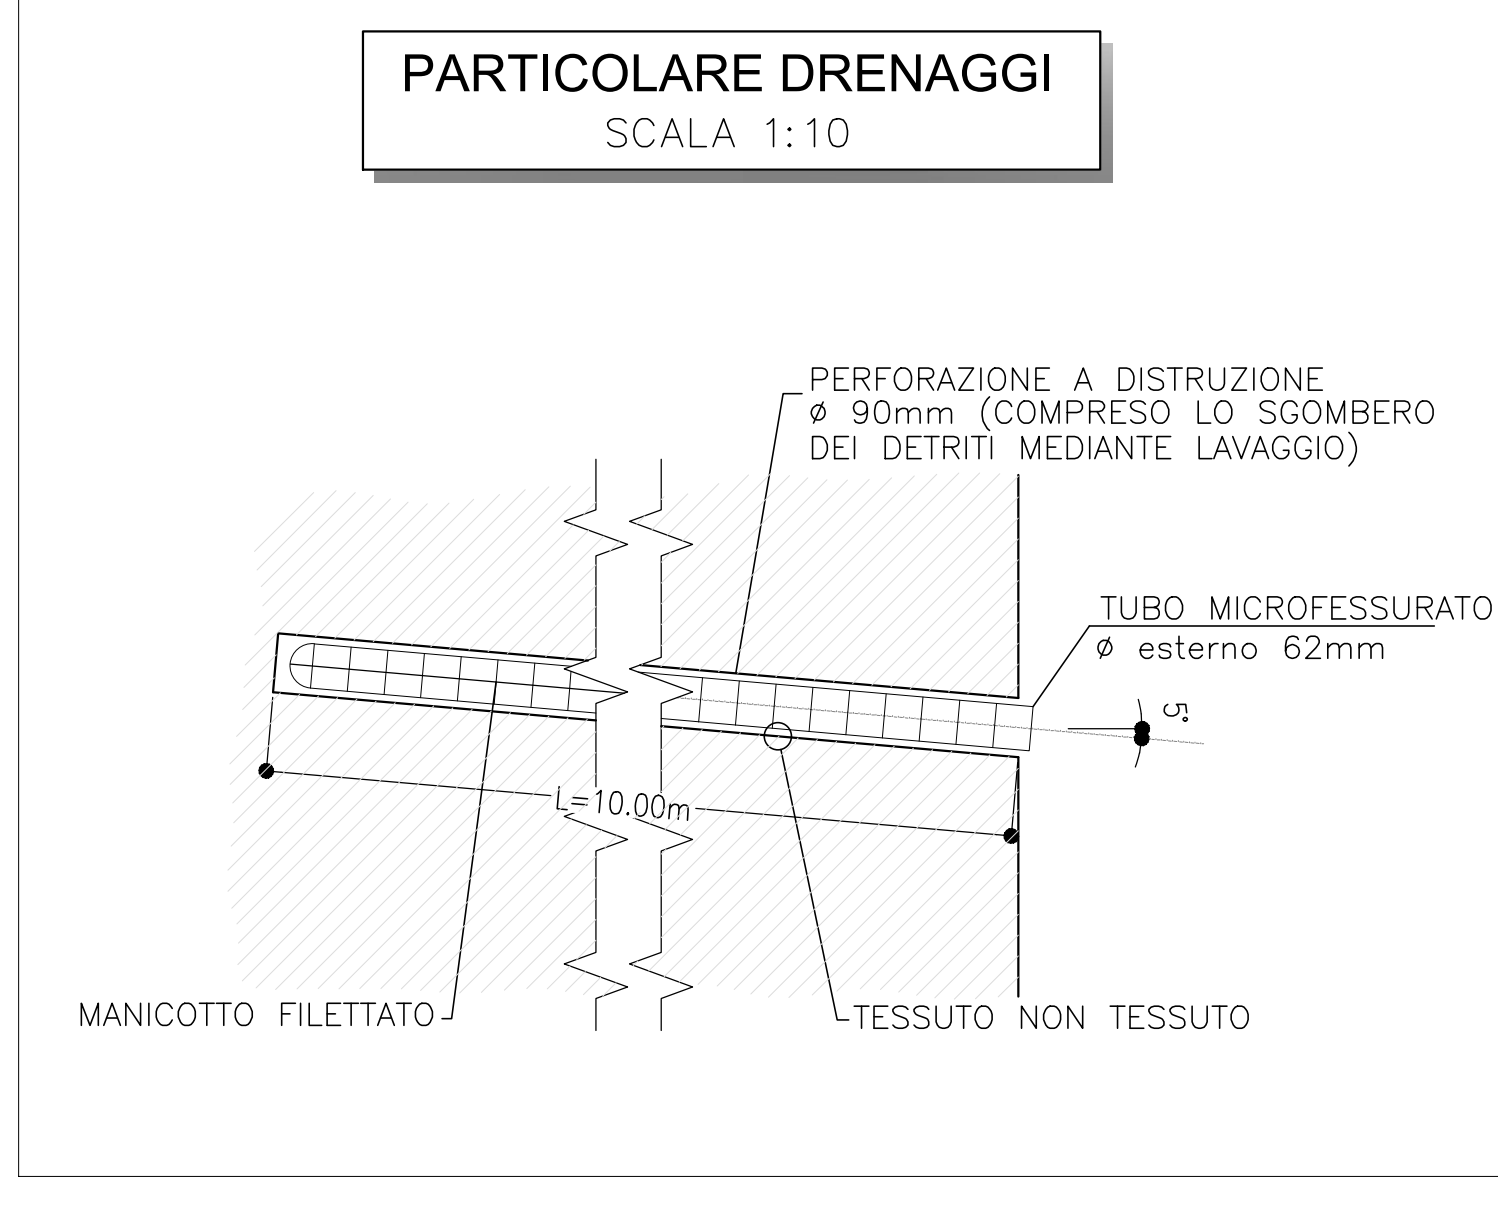 PARTICOLARE DRENAGGI
SCALA 1:10
PERFORAZIONE A DISTRUZIONE
ø 90mm (COMPRESO LO SGOMBERO
DEI DETRITI MEDIANTE LAVAGGIO)
TUBO MICROFESSURATO
ø esterno 62mm
5°
L=10.00m
MANICOTTO FILETTATO
TESSUTO NON TESSUTO